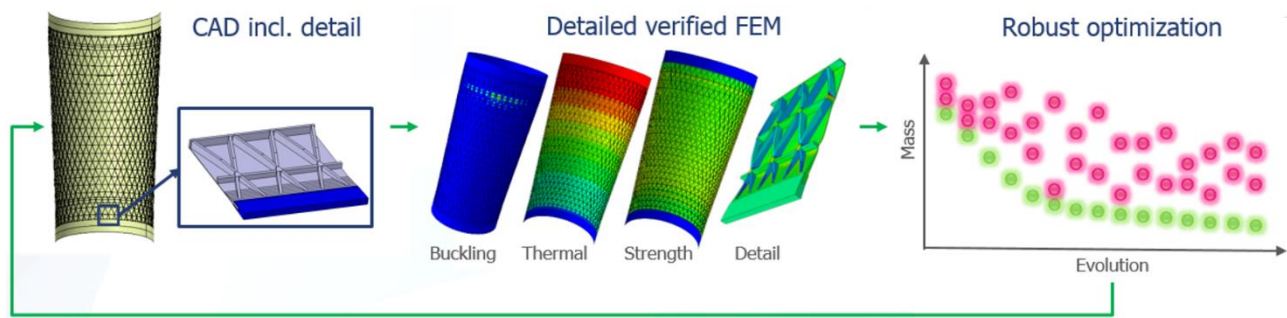 CAD incl. detail
Detailed verified FEM
Robust optimization
Buckling
Thermal
Strength
Detail
Mass
Evolution